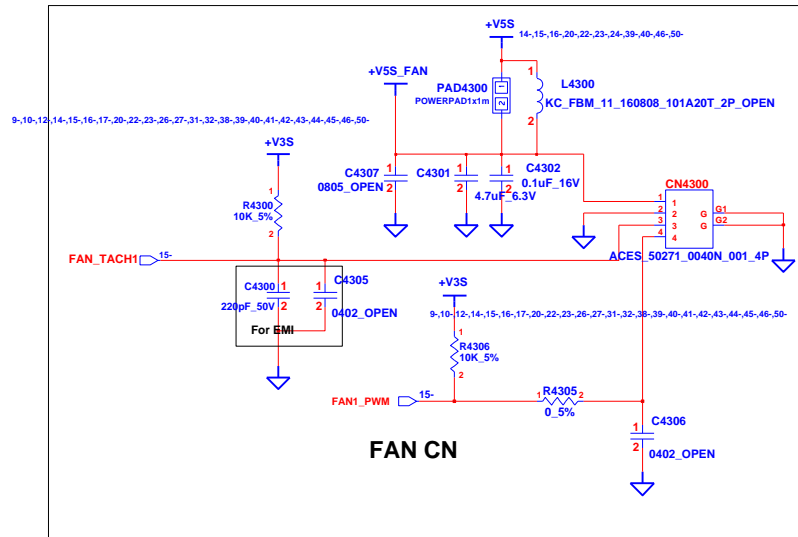 +V5S
14-,15-,16-,20-,22-,23-,24-,39-,40-,46-,50-
+V5S_FAN
1
L4300
PAD4300
1
2
POWERPAD1x1m
KC_FBM_11_160808_101A20T_2P_OPEN
2
9-,10-,12-,14-,15-,16-,17-,20-,22-,23-,26-,27-,31-,32-,38-,39-,40-,41-,42-,43-,44-,45-,46-,50-
+V3S
C4307
1
2
0805_OPEN
C4301
1
2
4.7uF_6.3V
1
2
C4302
0.1uF_16V
CN4300
1
R4300
10K_5%
2
1 1
2 2
3 3
4 4
G G1
G G2
ACES_50271_0040N_001_4P
FAN_TACH1
15-
C4300
1
2
220pF_50V
C4305
1
2
0402_OPEN
For EMI
+V3S
9-,10-,12-,14-,15-,16-,17-,20-,22-,23-,26-,27-,31-,32-,38-,39-,40-,41-,42-,43-,44-,45-,46-,50-
1
R4306
10K_5%
2
FAN1_PWM
15-
R4305
1 2
0_5%
C4306
1
2
0402_OPEN
FAN CN